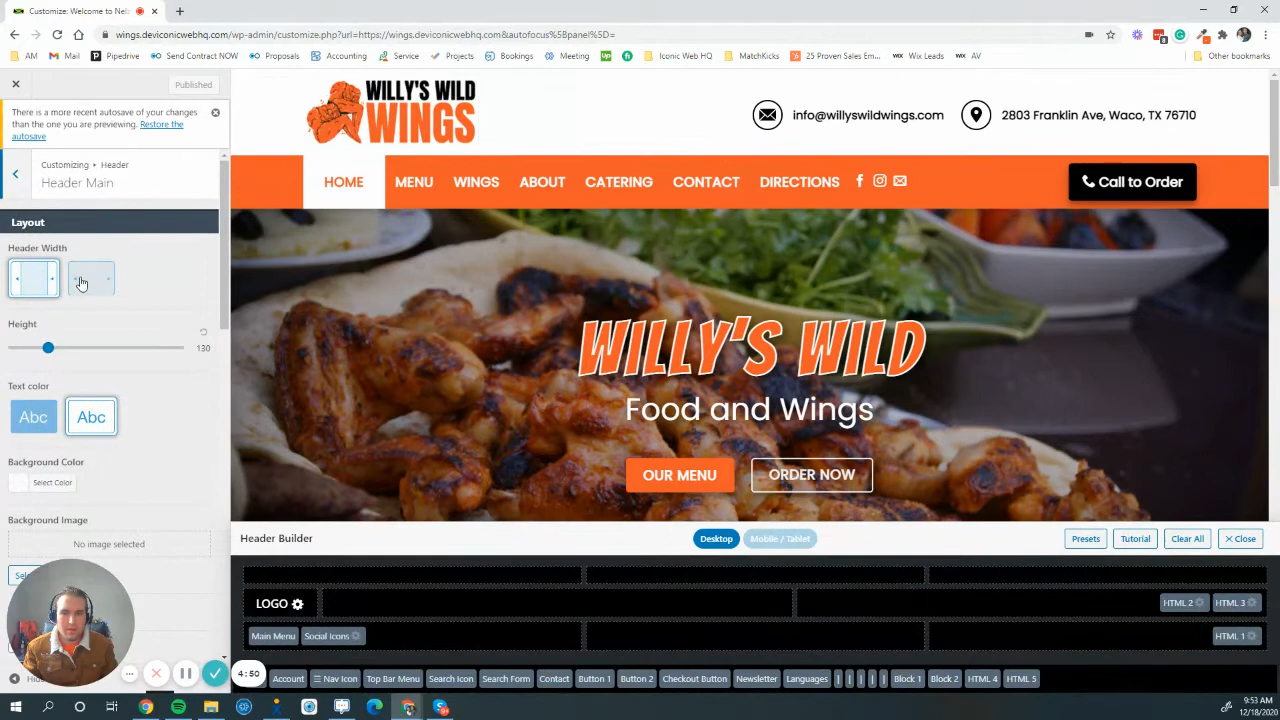 Nets
wings.deviconicwebhq.com/wp-admin/customize.php?url=https://wings.deviconicwebhq.com&autofocus%5Bpanel%5D=
AM
Mail
Pipedrive
Send Contract NOW
Proposals
Accounting
Service
Projects
Bookings
Meeting
Up
fi
Iconic Web HQ
MatchKicks
25 Proven Sales Em...
WiX Wix Leads
WiX AV
Other bookmarks
Published
There is a more recent autosave of your changes
than the one you are previewing. Restore the
autosave
Customizing ▸ Header
Header Main
Layout
Header Width
Height
130
Text color
Abc
Abc
Background Color
Select Color
Background Image
No image selected
Sel
Hide
4:50
WILLY'S WILD
WINGS
info@willyswildwings.com
2803 Franklin Ave, Waco, TX 76710
HOME
MENU
WINGS
ABOUT
CATERING
CONTACT
DIRECTIONS
Call to Order
WILLY'S WILD
Food and Wings
OUR MENU
ORDER NOW
Header Builder
Desktop
Mobile / Tablet
Presets
Tutorial
Clear All
✕ Close
LOGO
HTML 2
HTML 3
Main Menu
Social Icons
HTML 1
Account
☰ Nav Icon
Top Bar Menu
Search Icon
Search Form
Contact
Button 1
Button 2
Checkout Button
Newsletter
Languages
|
|
|
|
|
Block 1
Block 2
HTML 4
HTML 5
9:53 AM
12/18/2020